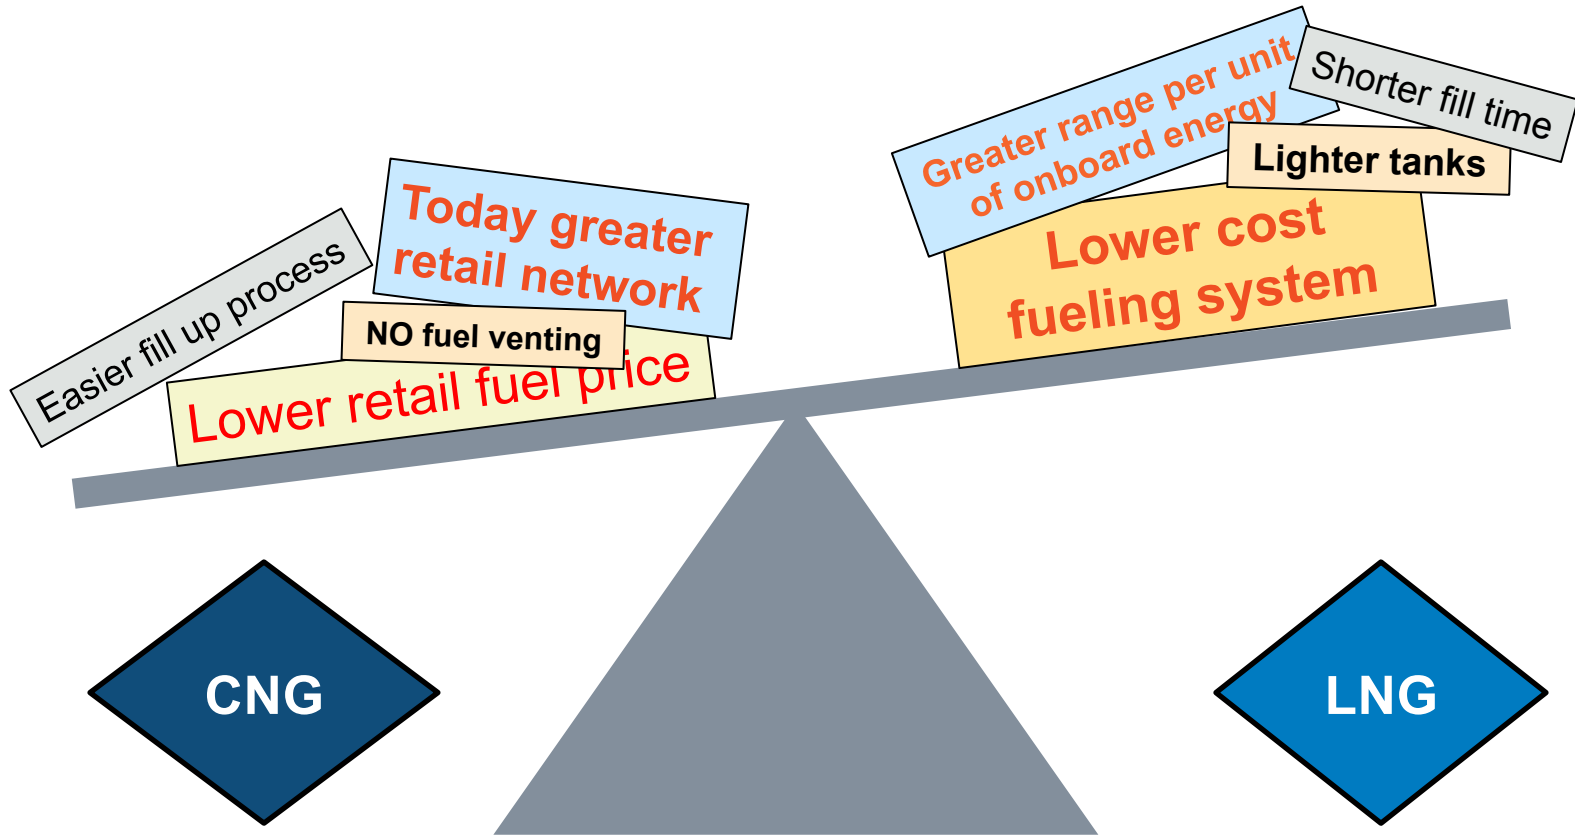 Today greater
retail network
Easier fill up process
NO fuel venting
Lower retail fuel price
Greater range per unit
of onboard energy
Shorter fill time
Lighter tanks
Lower cost
fueling system
CNG
LNG